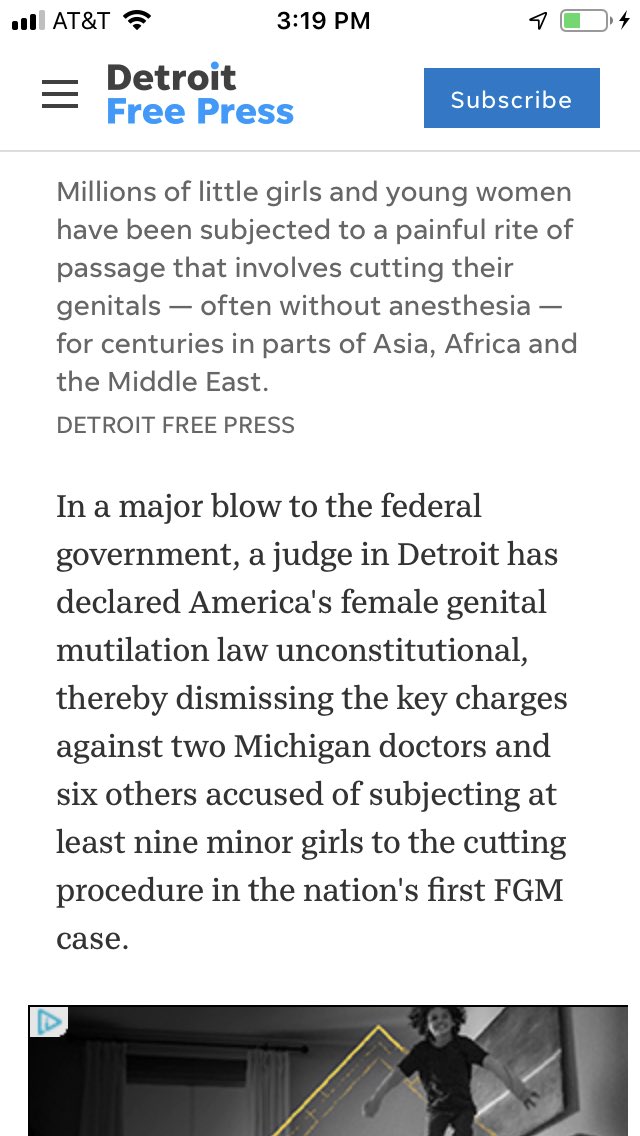 AT&T 3:19 PM
Detroit
Free Press
Subscribe
Millions of little girls and young women
have been subjected to a painful rite of
passage that involves cutting their
genitals — often without anesthesia —
for centuries in parts of Asia, Africa and
the Middle East.
DETROIT FREE PRESS
In a major blow to the federal
government, a judge in Detroit has
declared America's female genital
mutilation law unconstitutional,
thereby dismissing the key charges
against two Michigan doctors and
six others accused of subjecting at
least nine minor girls to the cutting
procedure in the nation's first FGM
case.